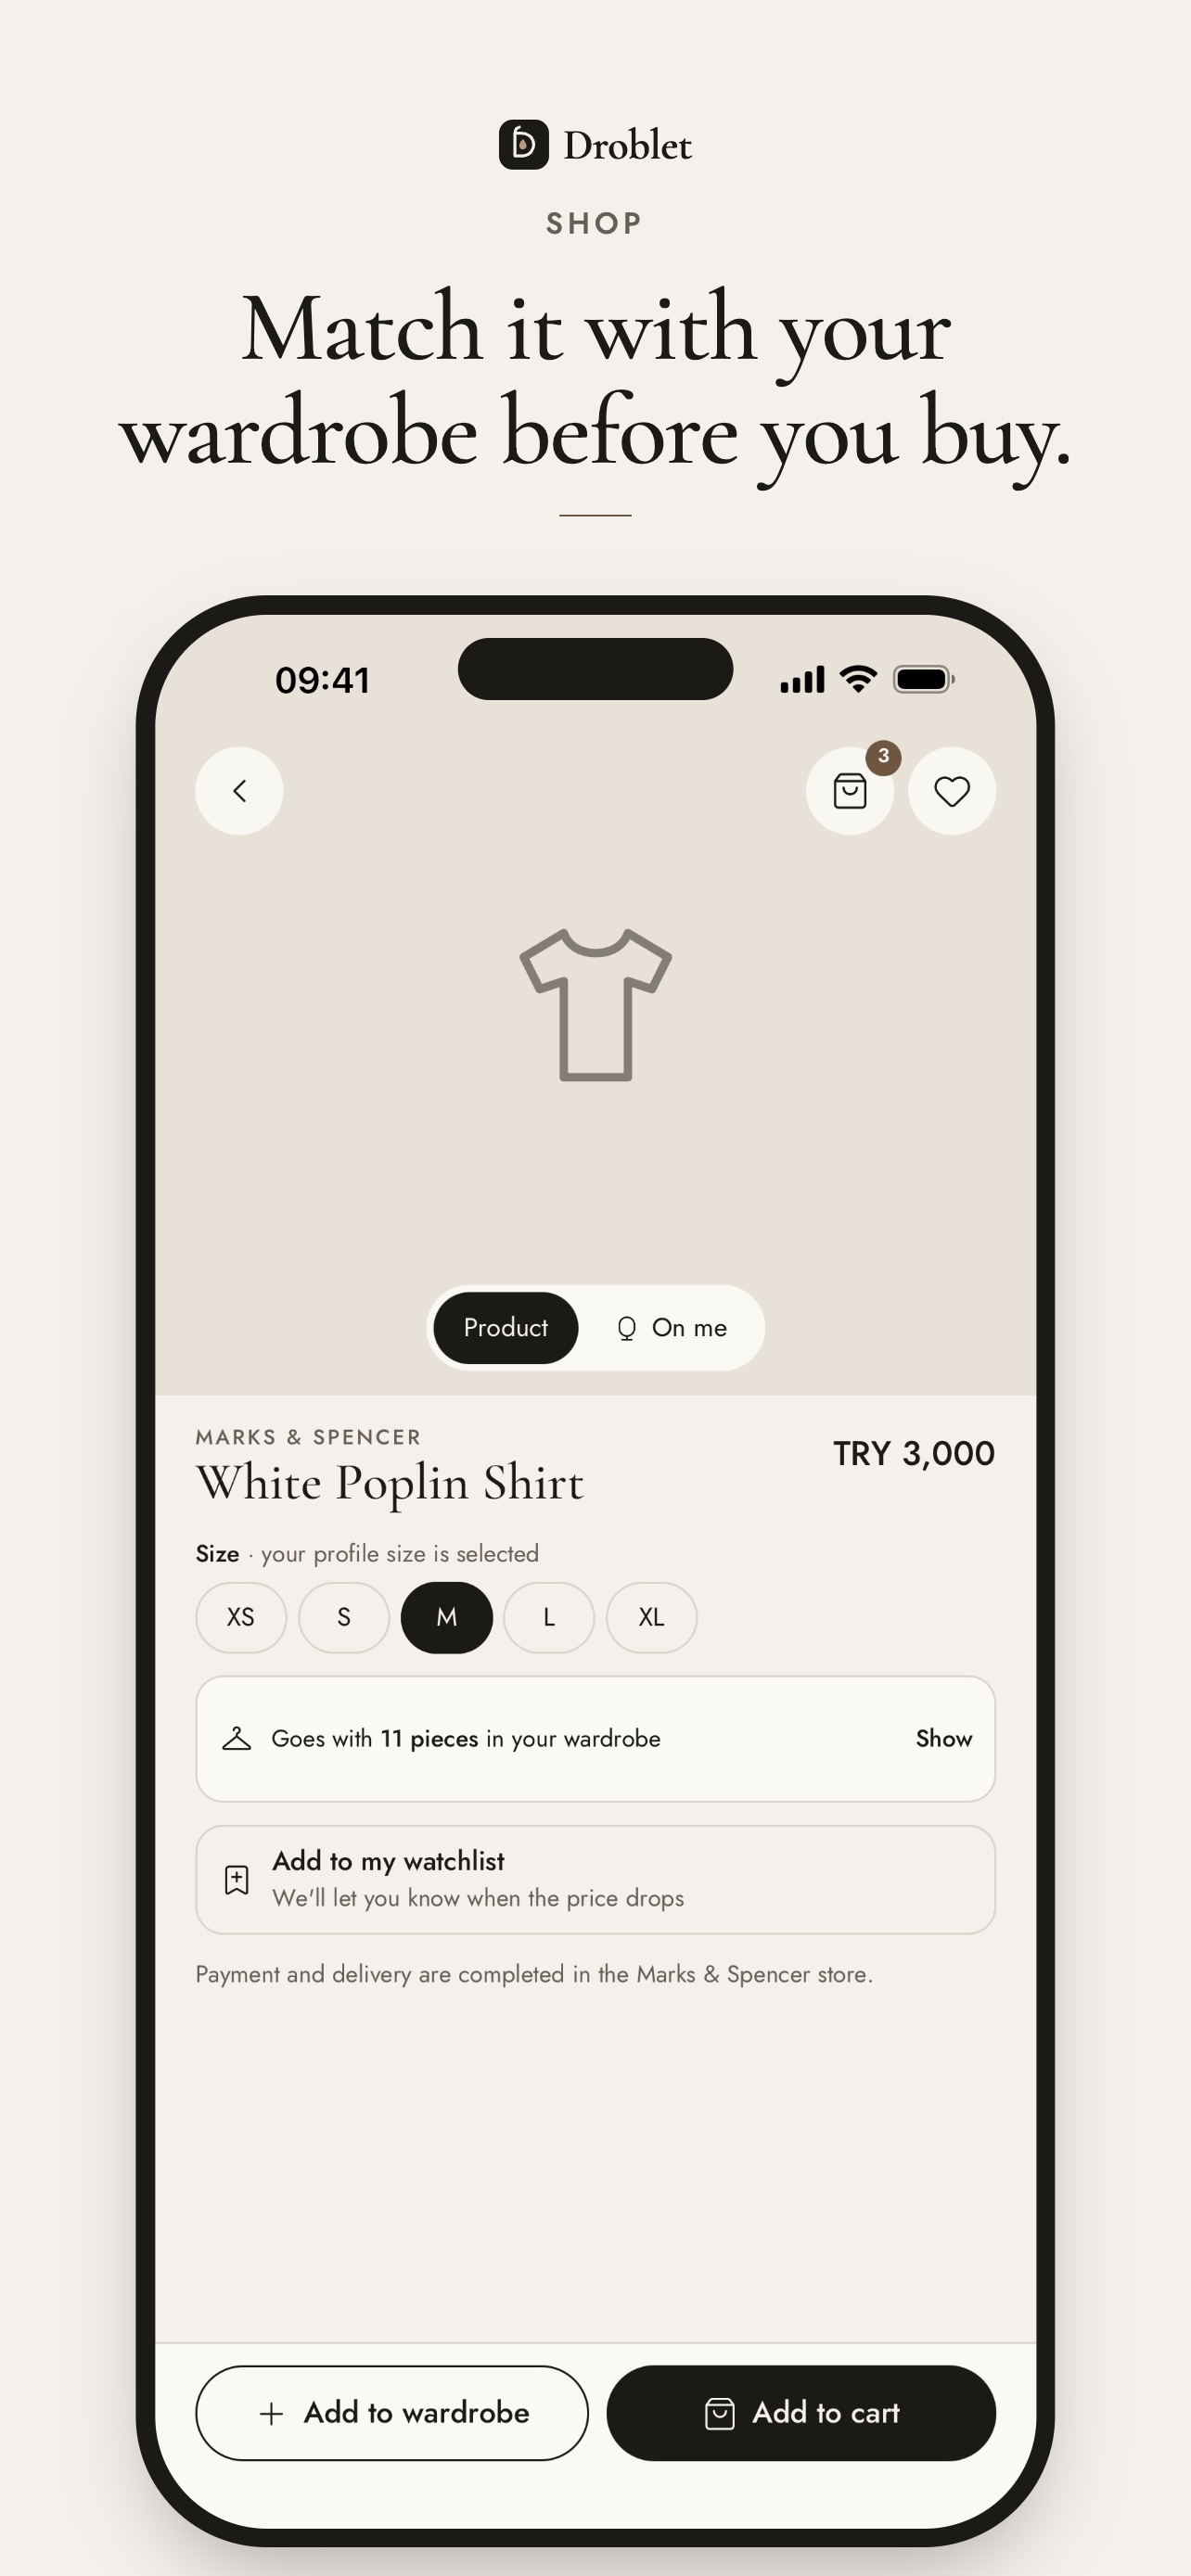 Droblet
SHOP
Match it with your
wardrobe before you buy.
09:41
3
Product
On me
MARKS & SPENCER
White Poplin Shirt
TRY 3,000
Size · your profile size is selected
XS S M L XL
Goes with 11 pieces in your wardrobe
Show
Add to my watchlist
We'll let you know when the price drops
Payment and delivery are completed in the Marks & Spencer store.
Add to wardrobe
Add to cart